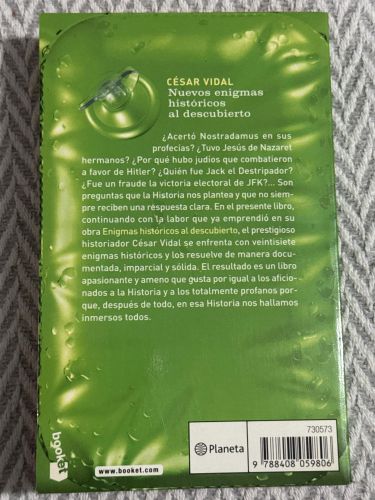 CÉSAR VIDAL
Nuevos enigmas
históricos
al descubierto
¿Acertó Nostradamus en sus
profecías? ¿Tuvo Jesús de Nazaret
hermanos? ¿Por qué hubo judíos que combatieron
a favor de Hitler? ¿Quién fue Jack el Destripador?
¿Fue un fraude la victoria electoral de JFK?... Son
preguntas que la Historia nos plantea y que no siem-
pre reciben una respuesta clara. En el presente libro,
continuando con la labor que ya emprendió en su
obra Enigmas históricos al descubierto, el prestigioso
historiador César Vidal se enfrenta con veintisiete
enigmas históricos y los resuelve de manera docu-
mentada, imparcial y sólida. El resultado es un libro
apasionante y ameno que gusta por igual a los aficio-
nados a la Historia y a los totalmente profanos por-
que, después de todo, en esa Historia nos hallamos
inmersos todos.
booket
www.booket.com
Planeta
730573
9 788408 059806